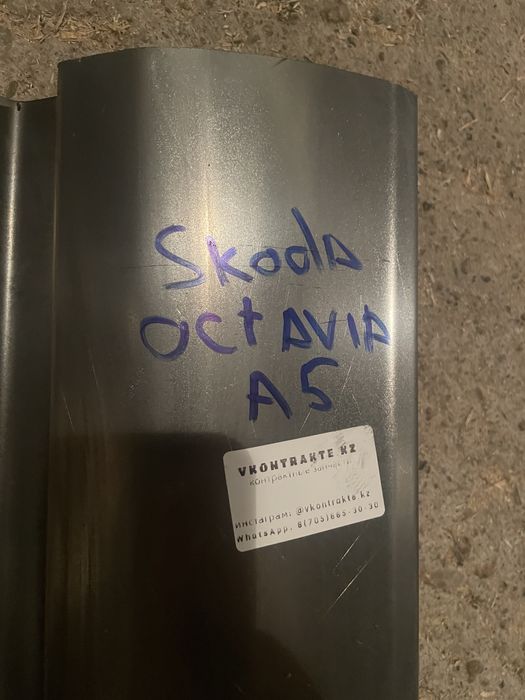 Skoda
OCTAVIA
A5
VKONTRAKTE.KZ
контрактные запчасти
инстаграм: @vkontrakte.kz
WhatsApp. 8(705)665-30-30